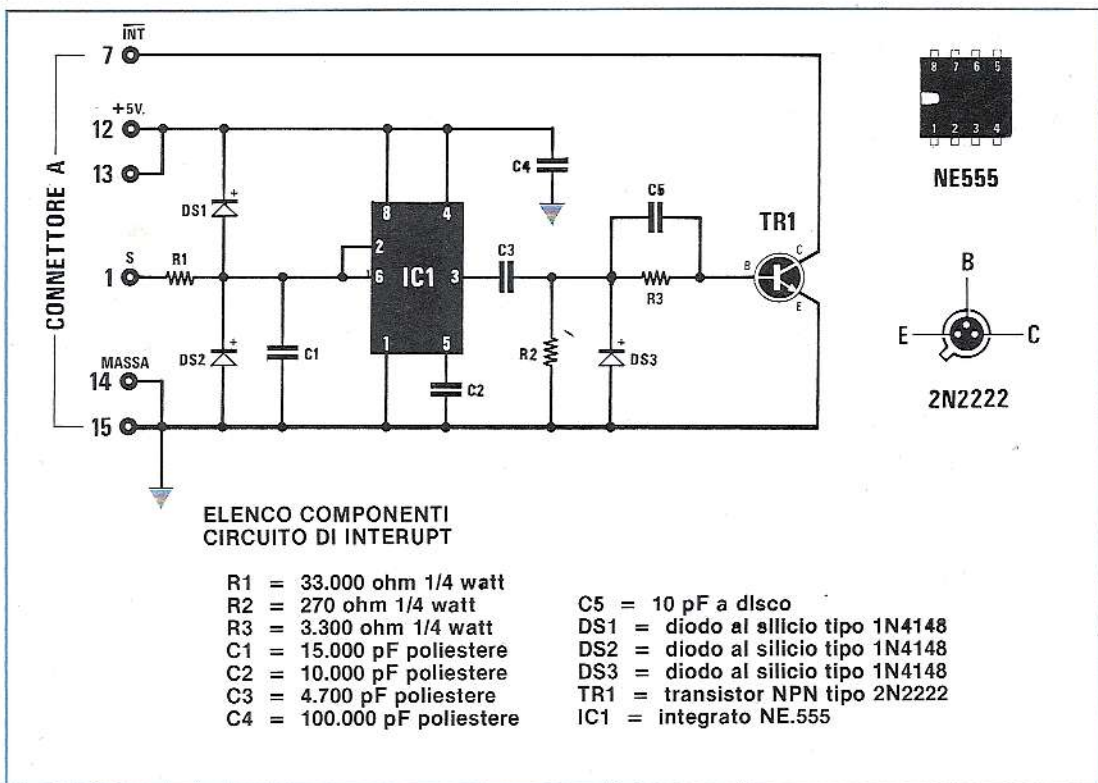 INT
7
+5V.
12
13
CONNETTORE A
S
1
MASSA
14
15
DS1
R1
DS2
C1
8
4
2
6
IC1
3
1
5
C2
C4
C3
R2
C5
R3
DS3
TR1
B
C
E
8 7 6 5
1 2 3 4
NE555
B
E
C
2N2222
ELENCO COMPONENTI
CIRCUITO DI INTERUPT
R1 = 33.000 ohm 1/4 watt
R2 = 270 ohm 1/4 watt
R3 = 3.300 ohm 1/4 watt
C1 = 15.000 pF poliestere
C2 = 10.000 pF poliestere
C3 = 4.700 pF poliestere
C4 = 100.000 pF poliestere
C5 = 10 pF a disco
DS1 = diodo al silicio tipo 1N4148
DS2 = diodo al silicio tipo 1N4148
DS3 = diodo al silicio tipo 1N4148
TR1 = transistor NPN tipo 2N2222
IC1 = integrato NE.555